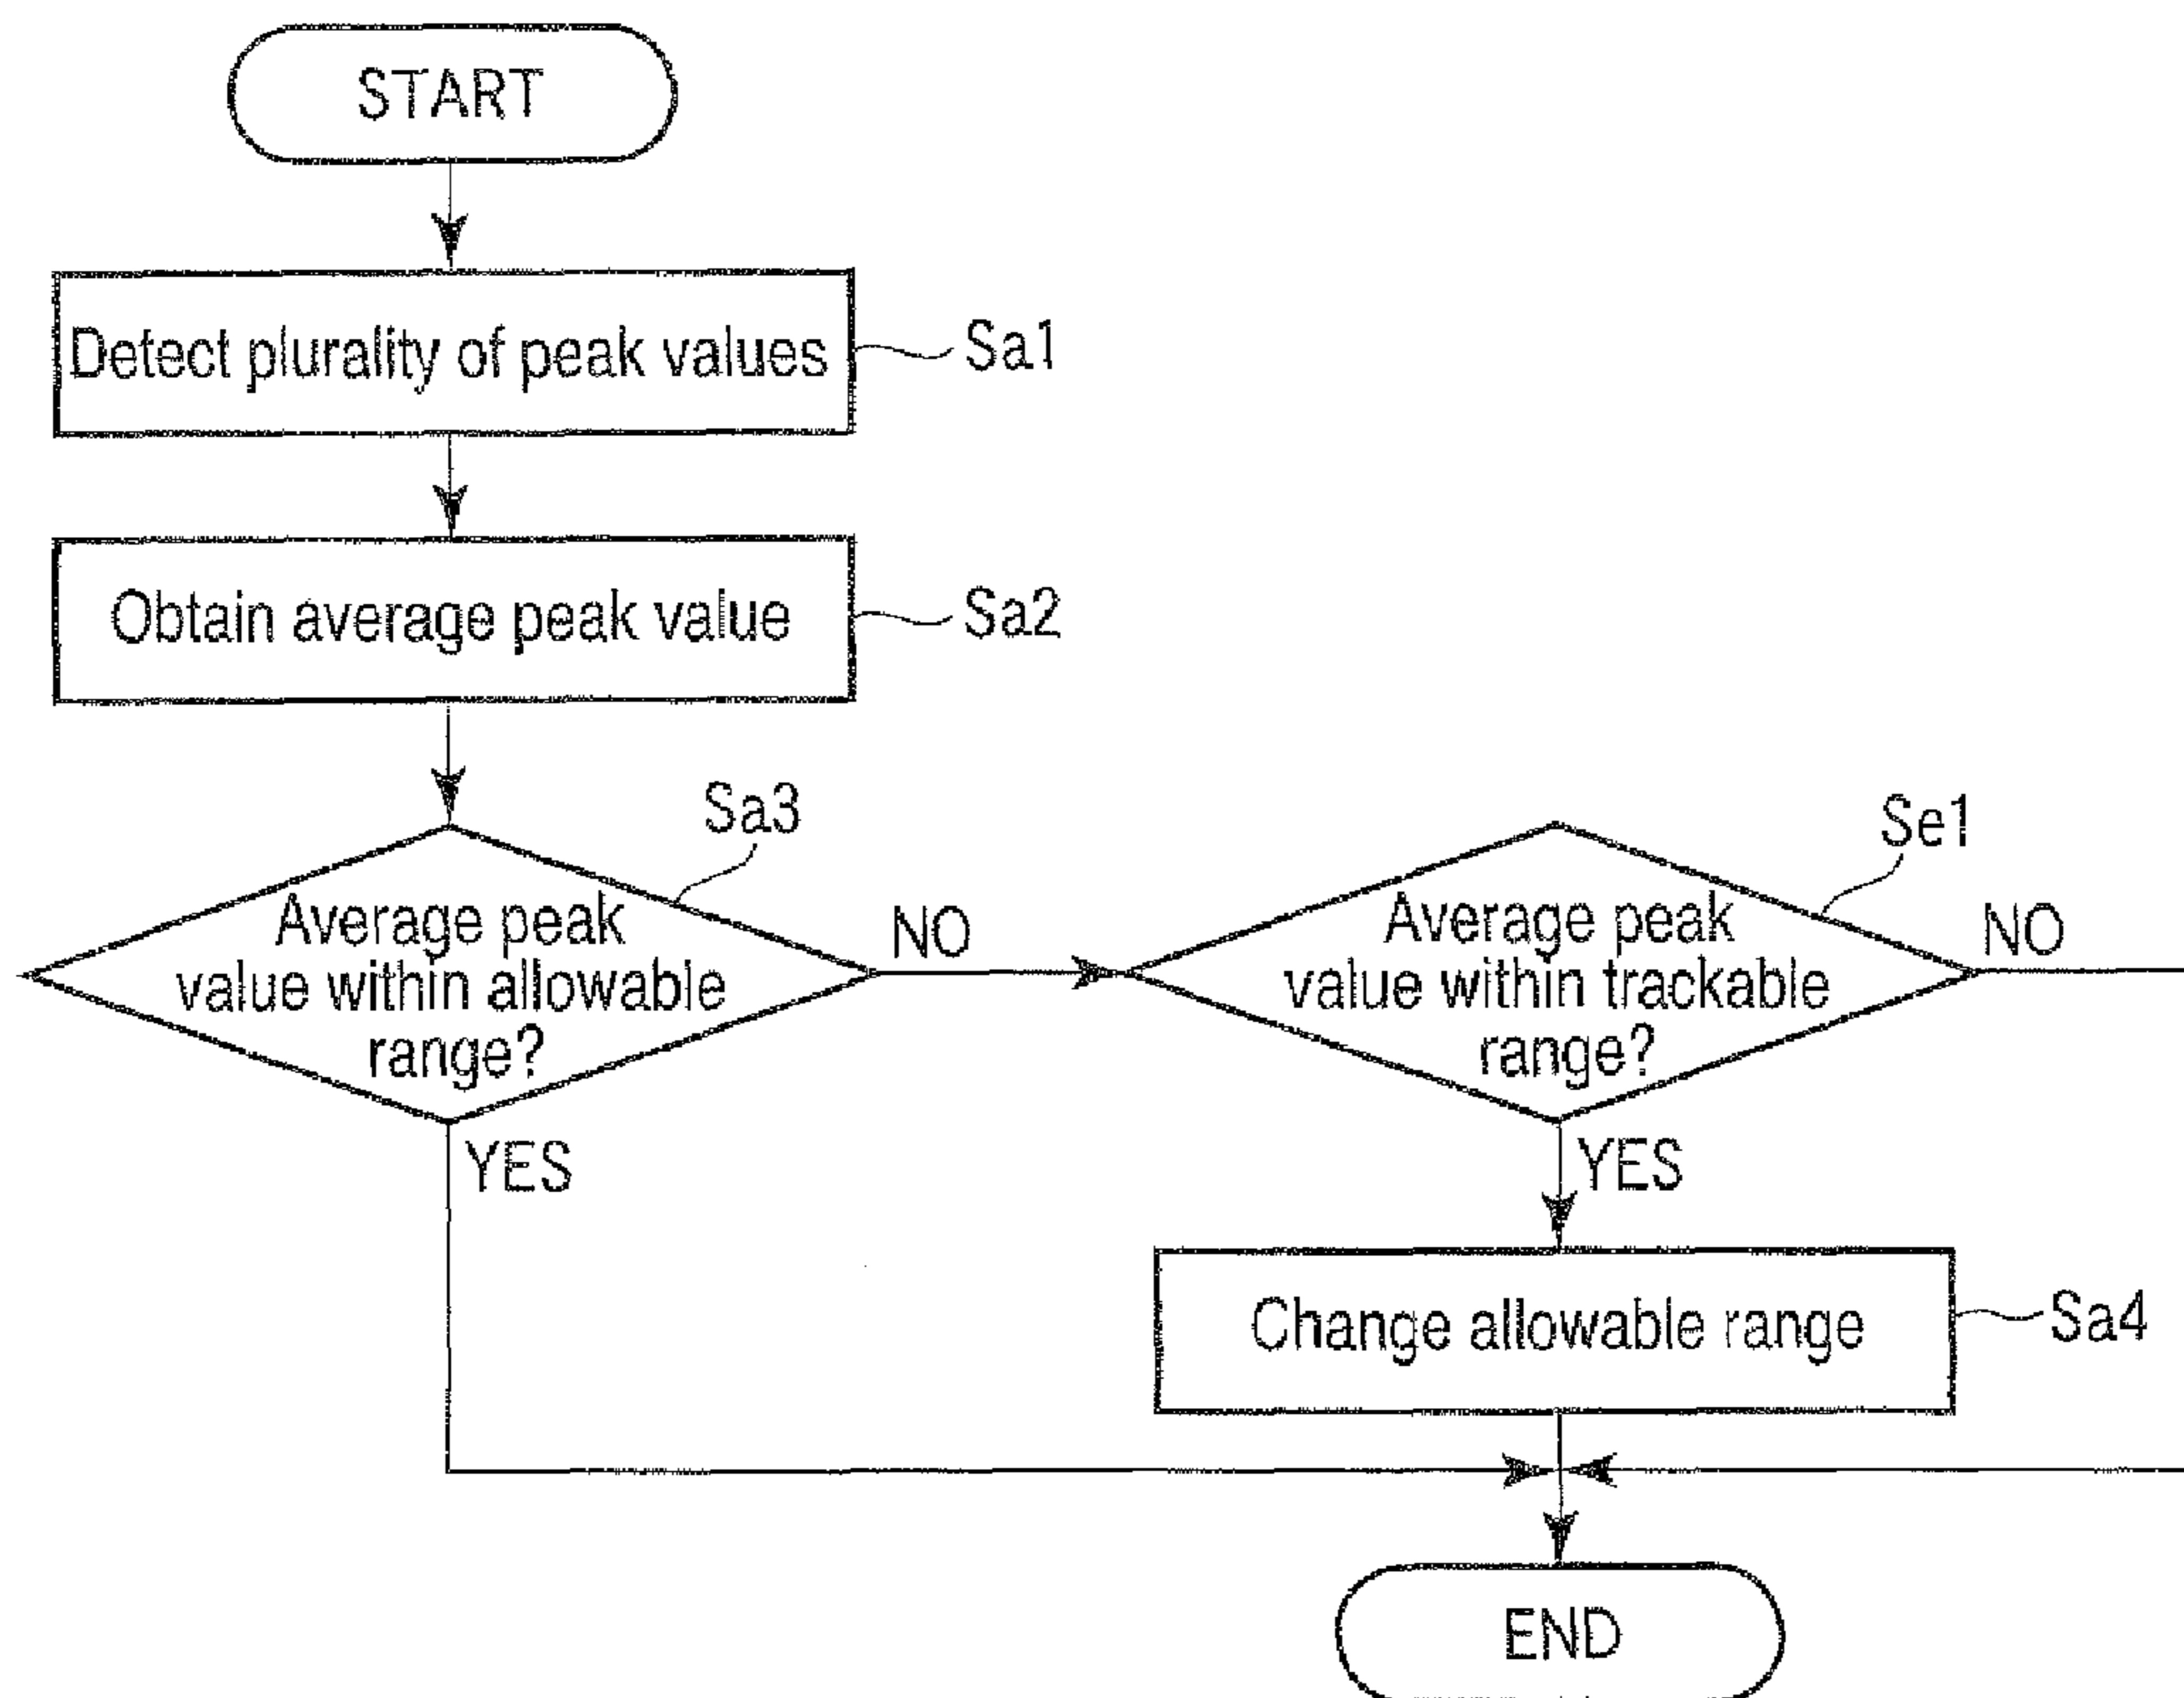 START
Detect plurality of peak values
Sa1
Obtain average peak value
Sa2
Sa3
Average peak
value within allowable
range?
NO
YES
Se1
Average peak
value within trackable
range?
NO
YES
Change allowable range
Sa4
END